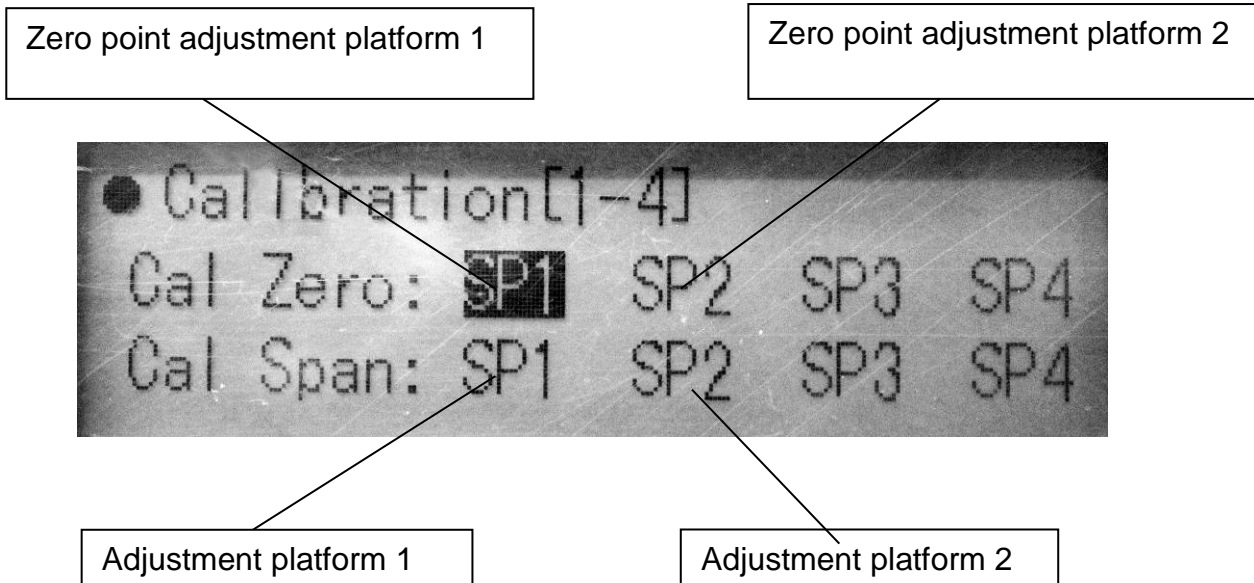 Zero point adjustment platform 1
Zero point adjustment platform 2
● Calibration[1-4]
Cal Zero: SP1 SP2 SP3 SP4
Cal Span: SP1 SP2 SP3 SP4
Adjustment platform 1
Adjustment platform 2